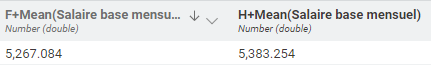 F+Mean(Salaire base mensu... H+Mean(Salaire base mensuel)
Number (double) Number (double)
5,267.084 5,383.254